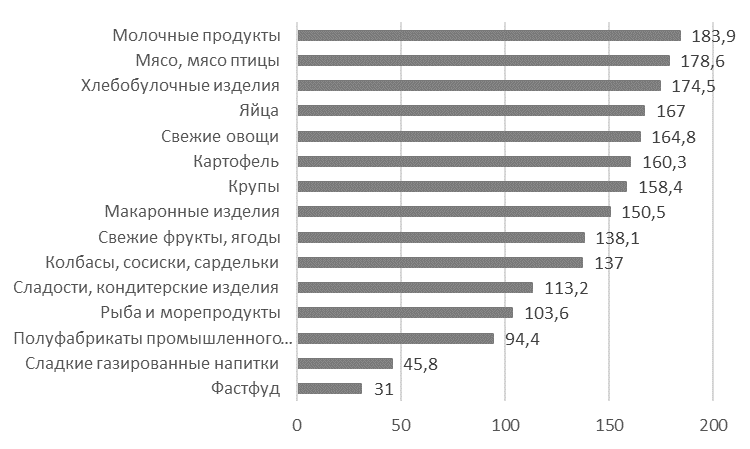 Молочные продукты 183,9
Мясо, мясо птицы 178,6
Хлебобулочные изделия 174,5
Яйца 167
Свежие овощи 164,8
Картофель 160,3
Крупы 158,4
Макаронные изделия 150,5
Свежие фрукты, ягоды 138,1
Колбасы, сосиски, сардельки 137
Сладости, кондитерские изделия 113,2
Рыба и морепродукты 103,6
Полуфабрикаты промышленного... 94,4
Сладкие газированные напитки 45,8
Фастфуд 31
0 50 100 150 200